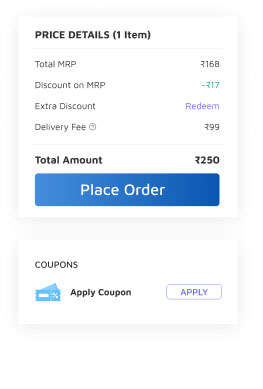 PRICE DETAILS (1 Item)
Total MRP ₹168
Discount on MRP -₹17
Extra Discount Redeem
Delivery Fee ? ₹99
Total Amount ₹250
Place Order
COUPONS
% Apply Coupon APPLY